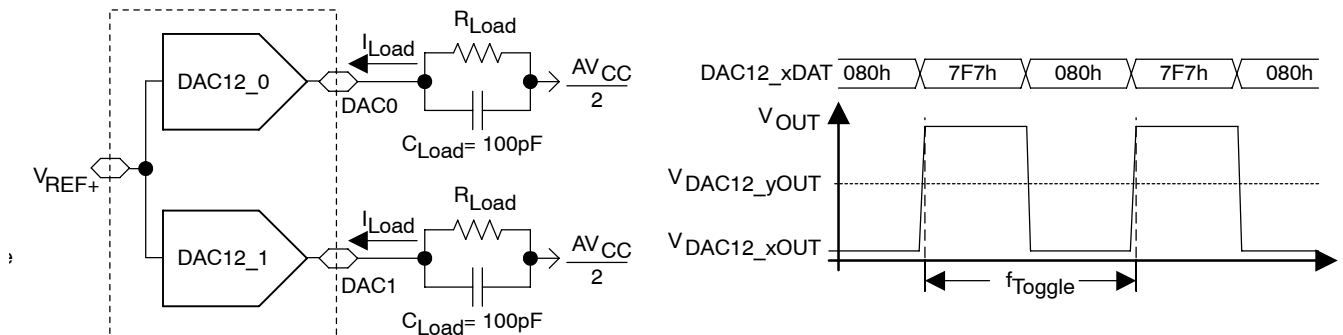 DAC12_0
I Load
R Load
AV CC
2
DAC0
C Load = 100pF
V REF+
DAC12_1
I Load
R Load
AV CC
2
DAC1
C Load = 100pF
DAC12_xDAT 080h 7F7h 080h 7F7h 080h
V OUT
V DAC12_yOUT
V DAC12_xOUT
f Toggle